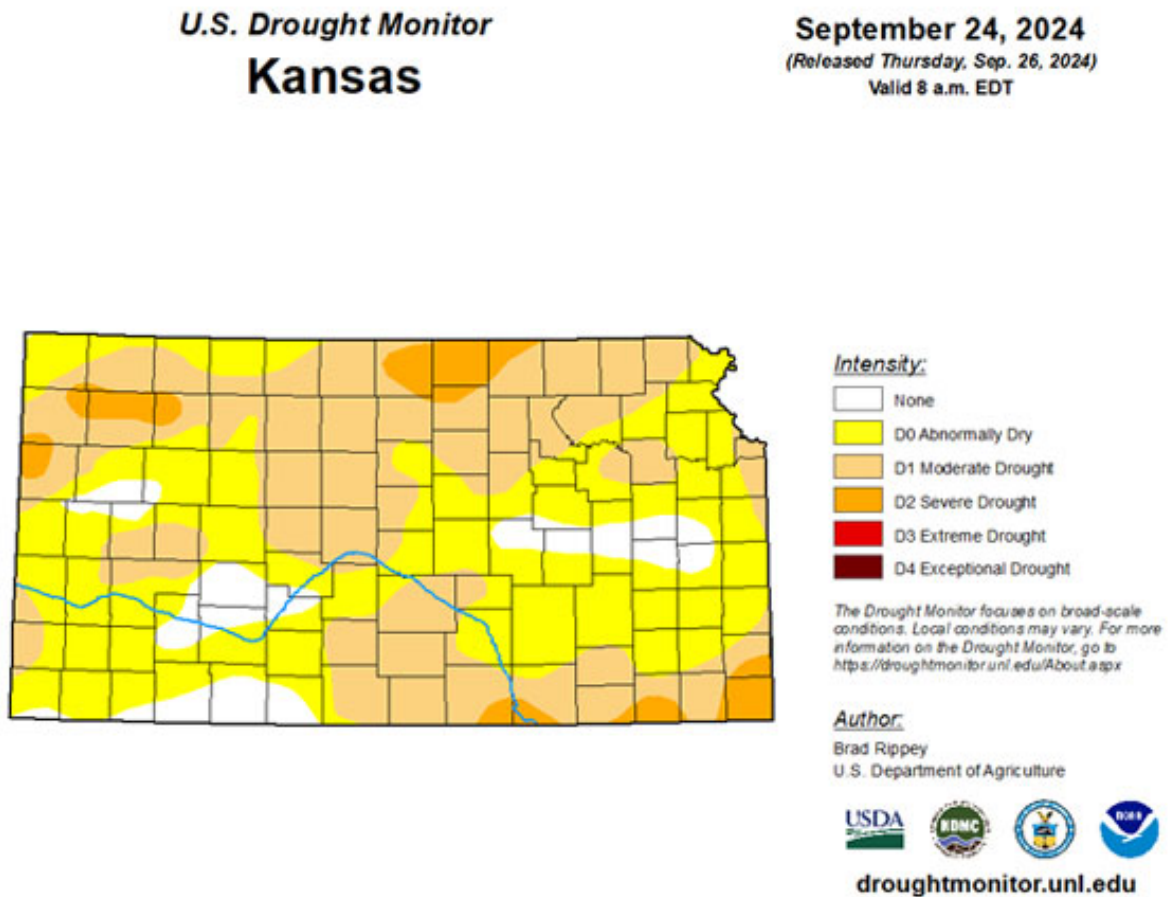 U.S. Drought Monitor
Kansas
September 24, 2024
(Released Thursday, Sep. 26, 2024)
Valid 8 a.m. EDT
Intensity:
None
D0 Abnormally Dry
D1 Moderate Drought
D2 Severe Drought
D3 Extreme Drought
D4 Exceptional Drought
The Drought Monitor focuses on broad-scale
conditions. Local conditions may vary. For more
information on the Drought Monitor, go to
https://droughtmonitor.unl.edu/About.aspx
Author:
Brad Rippey
U.S. Department of Agriculture
USDA
NDMC
NOAA
droughtmonitor.unl.edu